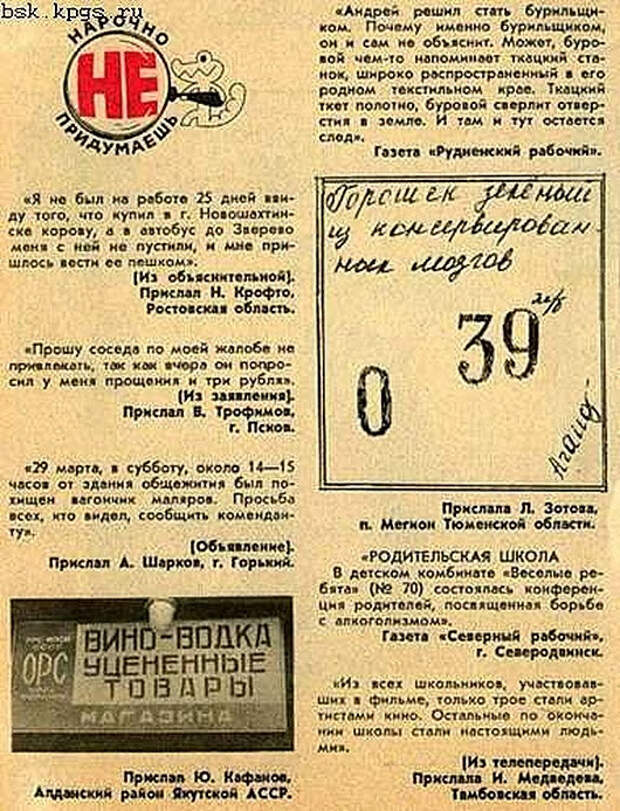 bsk.kpgs.ru
НАРОЧНО
НЕ
ПРИДУМАЕШЬ
«Я не был на работе 25 дней вви-
ду того, что купил в г. Новошахтин-
ске корову, а в автобус до Зверево
меня с ней не пустили, и мне при-
шлось вести ее пешком».
(Из объяснительной).
Прислал Н. Крофто,
Ростовская область.
«Прошу соседа по моей жалобе не
привлекать, так как вчера он попро-
сил у меня прощения и три рубля».
(Из заявления).
Прислал В. Трофимов,
г. Псков.
«29 марта, в субботу, около 14—15
часов от здания общежития был по-
хищен вагончик маляров. Просьба
всех, кто видел, сообщить комендан-
ту».
(Объявление).
Прислал А. Шарков, г. Горький.
ОРС
ВИНО-ВОДКА
УЦЕНЕННЫЕ
ТОВАРЫ
МАГАЗИНА
Прислал Ю. Кафанов,
Алданский район Якутской АССР.
«Андрей решил стать бурильщи-
ком. Почему именно бурильщиком,
он и сам не объяснит. Может, буро-
вой чем-то напоминает ткацкий ста-
нок, широко распространенный в его
родном текстильном крае. Ткацкий
ткет полотно, буровой сверлит отвер-
стия в земле. И там и тут остается
след».
Газета «Рудненский рабочий».
Горошек зеленый
из консервирован
ных мозгов
0 39
Прислала Л. Зотова,
п. Мегион Тюменской области.
«РОДИТЕЛЬСКАЯ ШКОЛА
В детском комбинате «Веселые ре-
бята» (№ 70) состоялась конферен-
ция родителей, посвященная борьбе
с алкоголизмом».
Газета «Северный рабочий»,
г. Северодвинск.
«Из всех школьников, участвовав-
ших в фильме, только трое стали ар-
тистами кино. Остальные по оконча-
нии школы стали настоящими людь-
ми».
(Из телепередачи).
Прислала И. Медведева,
Тамбовская область.